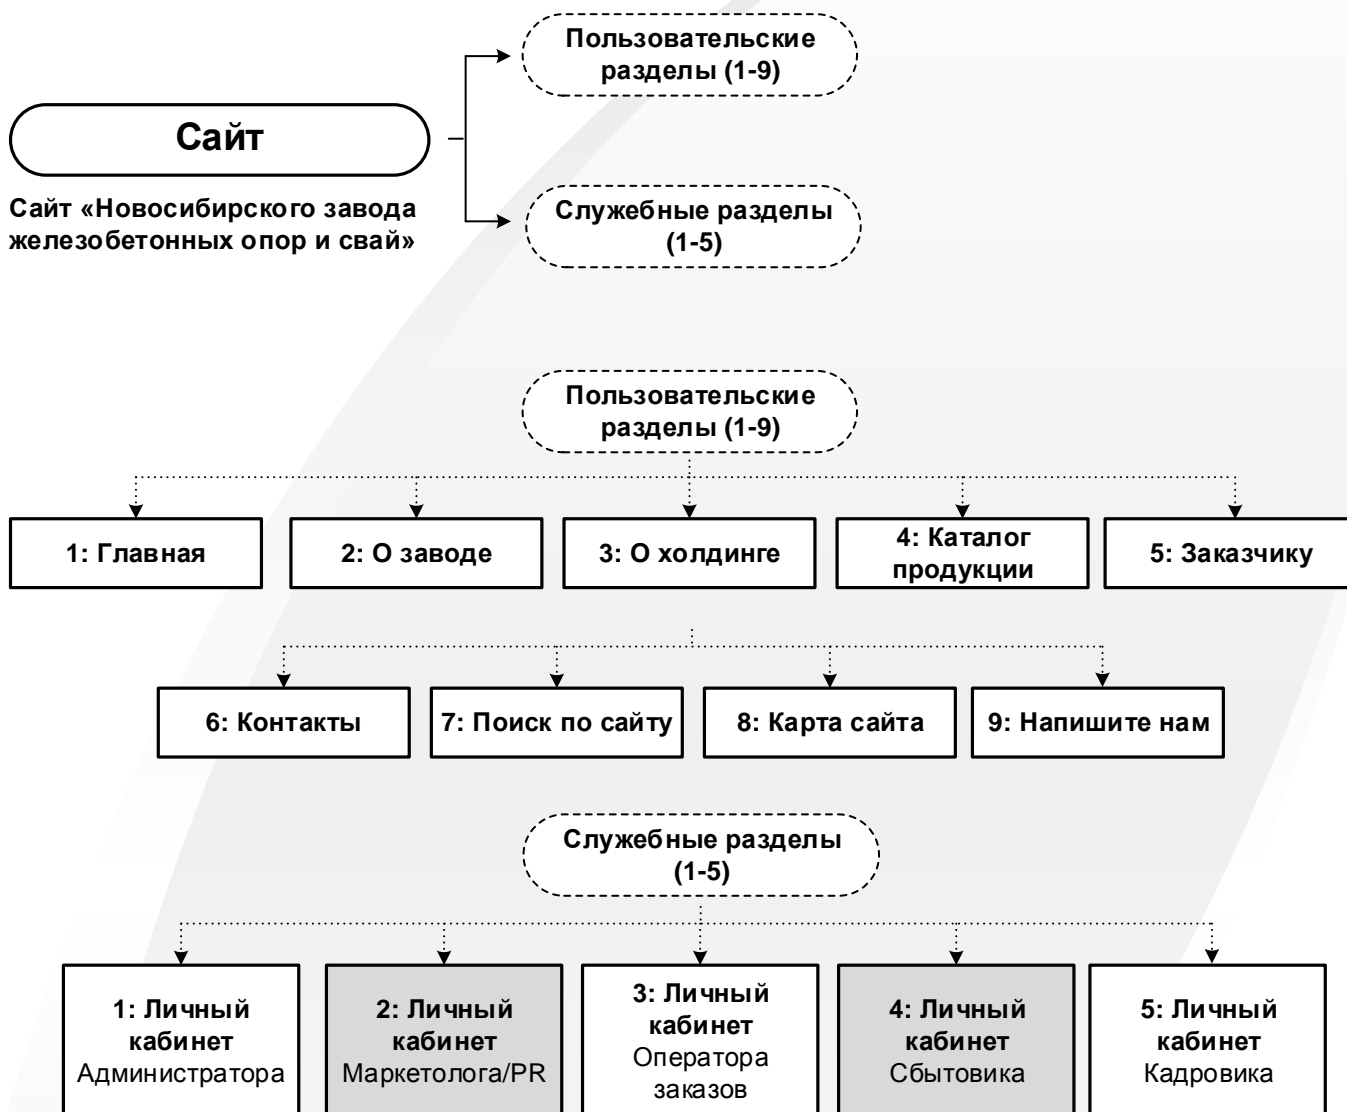 Пользовательские
разделы (1-9)
Сайт
Сайт «Новосибирского завода
железобетонных опор и свай»
Служебные разделы
(1-5)
Пользовательские
разделы (1-9)
1: Главная
2: О заводе
3: О холдинге
4: Каталог
продукции
5: Заказчику
6: Контакты
7: Поиск по сайту
8: Карта сайта
9: Напишите нам
Служебные разделы
(1-5)
1: Личный
кабинет
Администратора
2: Личный
кабинет
Маркетолога/PR
3: Личный
кабинет
Оператора
заказов
4: Личный
кабинет
Сбытовика
5: Личный
кабинет
Кадровика